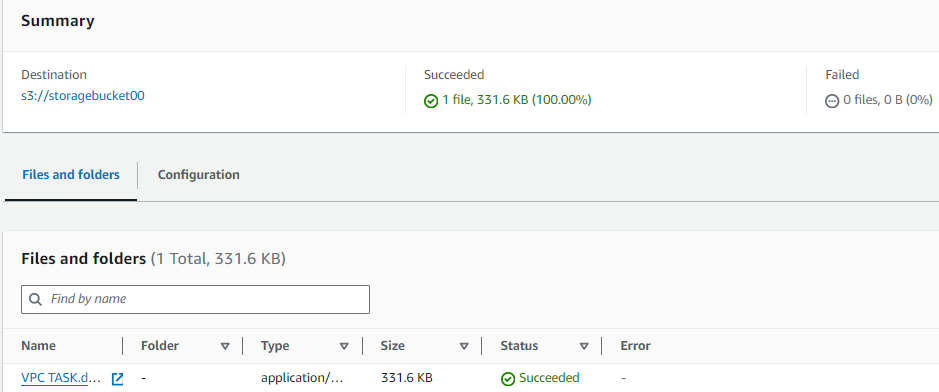 Summary
Destination Succeeded Failed
s3://storagebucket00 1 file, 331.6 KB (100.00%) 0 files, 0 B (0%)
Files and folders Configuration
Files and folders (1 Total, 331.6 KB)
Find by name
Name Folder Type Size Status Error
VPC TASK.d... - application/... 331.6 KB Succeeded -